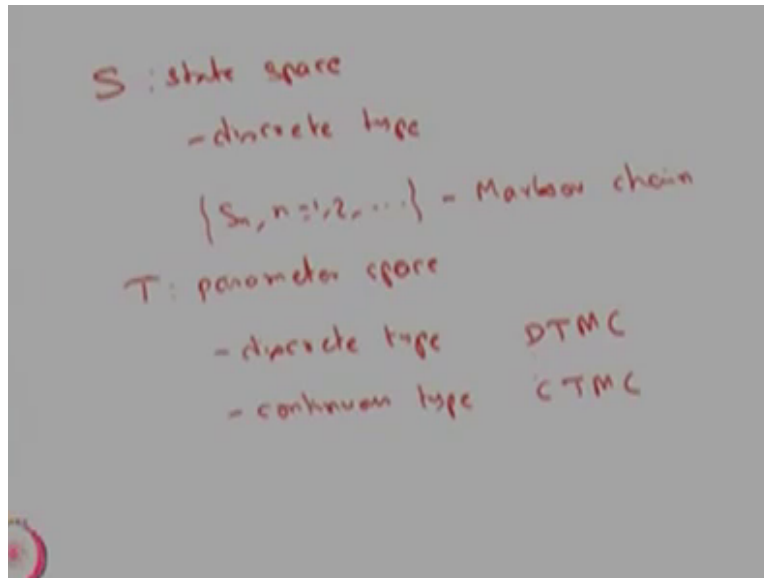 S : state space
- discrete type
{Sn, n=1,2, ...} - Markov chain
T : parameter space
- discrete type DTMC
- continuous type CTMC